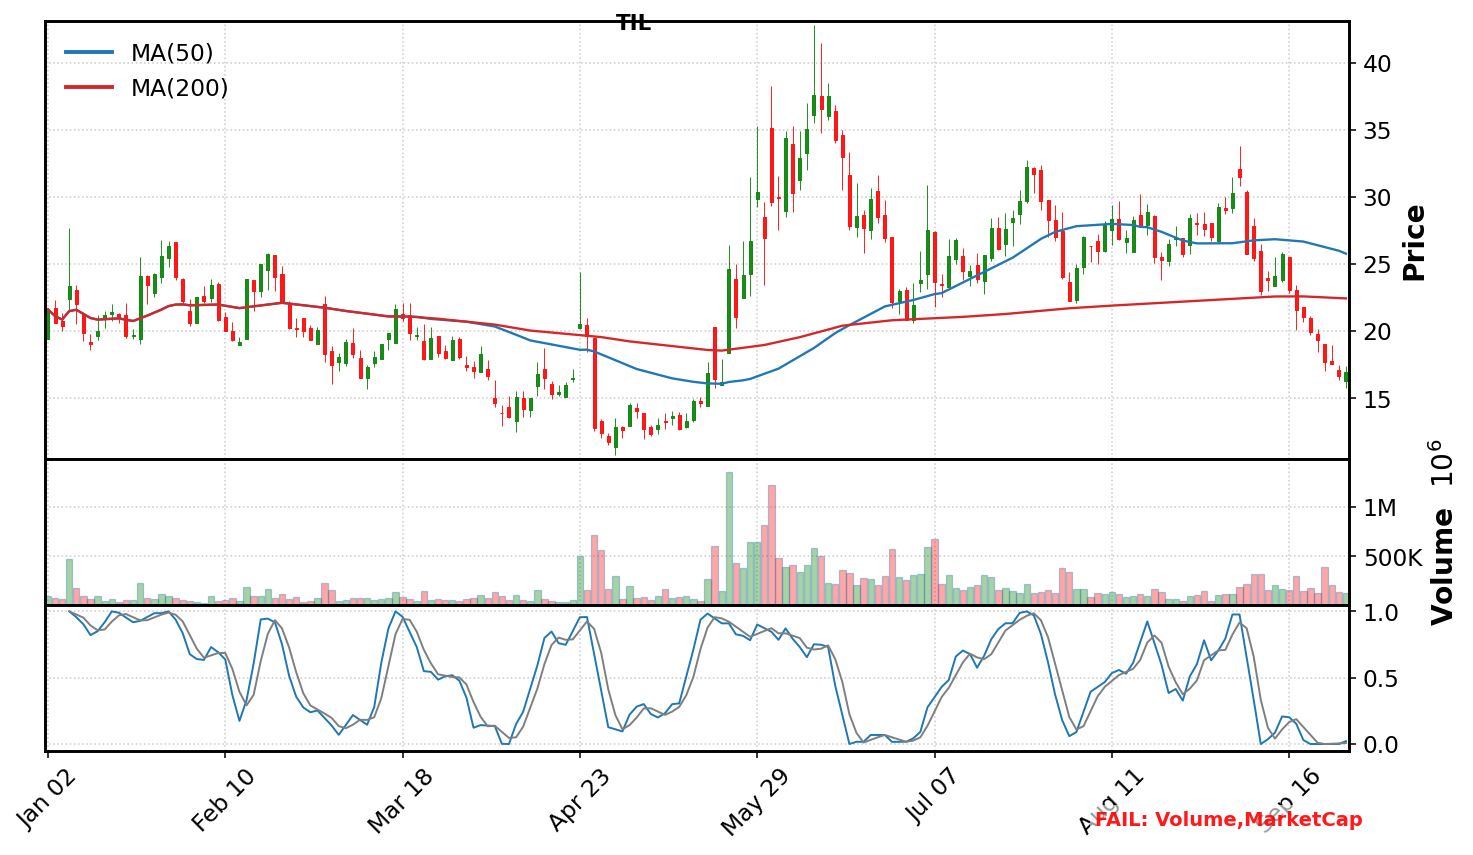 TIL
MA(50)
MA(200)
40
35
30
25
20
15
Price
1M
500K
Volume 10^6
1.0
0.5
0.0
Jan 02
Feb 10
Mar 18
Apr 23
May 29
Jul 07
Aug 11
Sep 16
FAIL: Volume,MarketCap